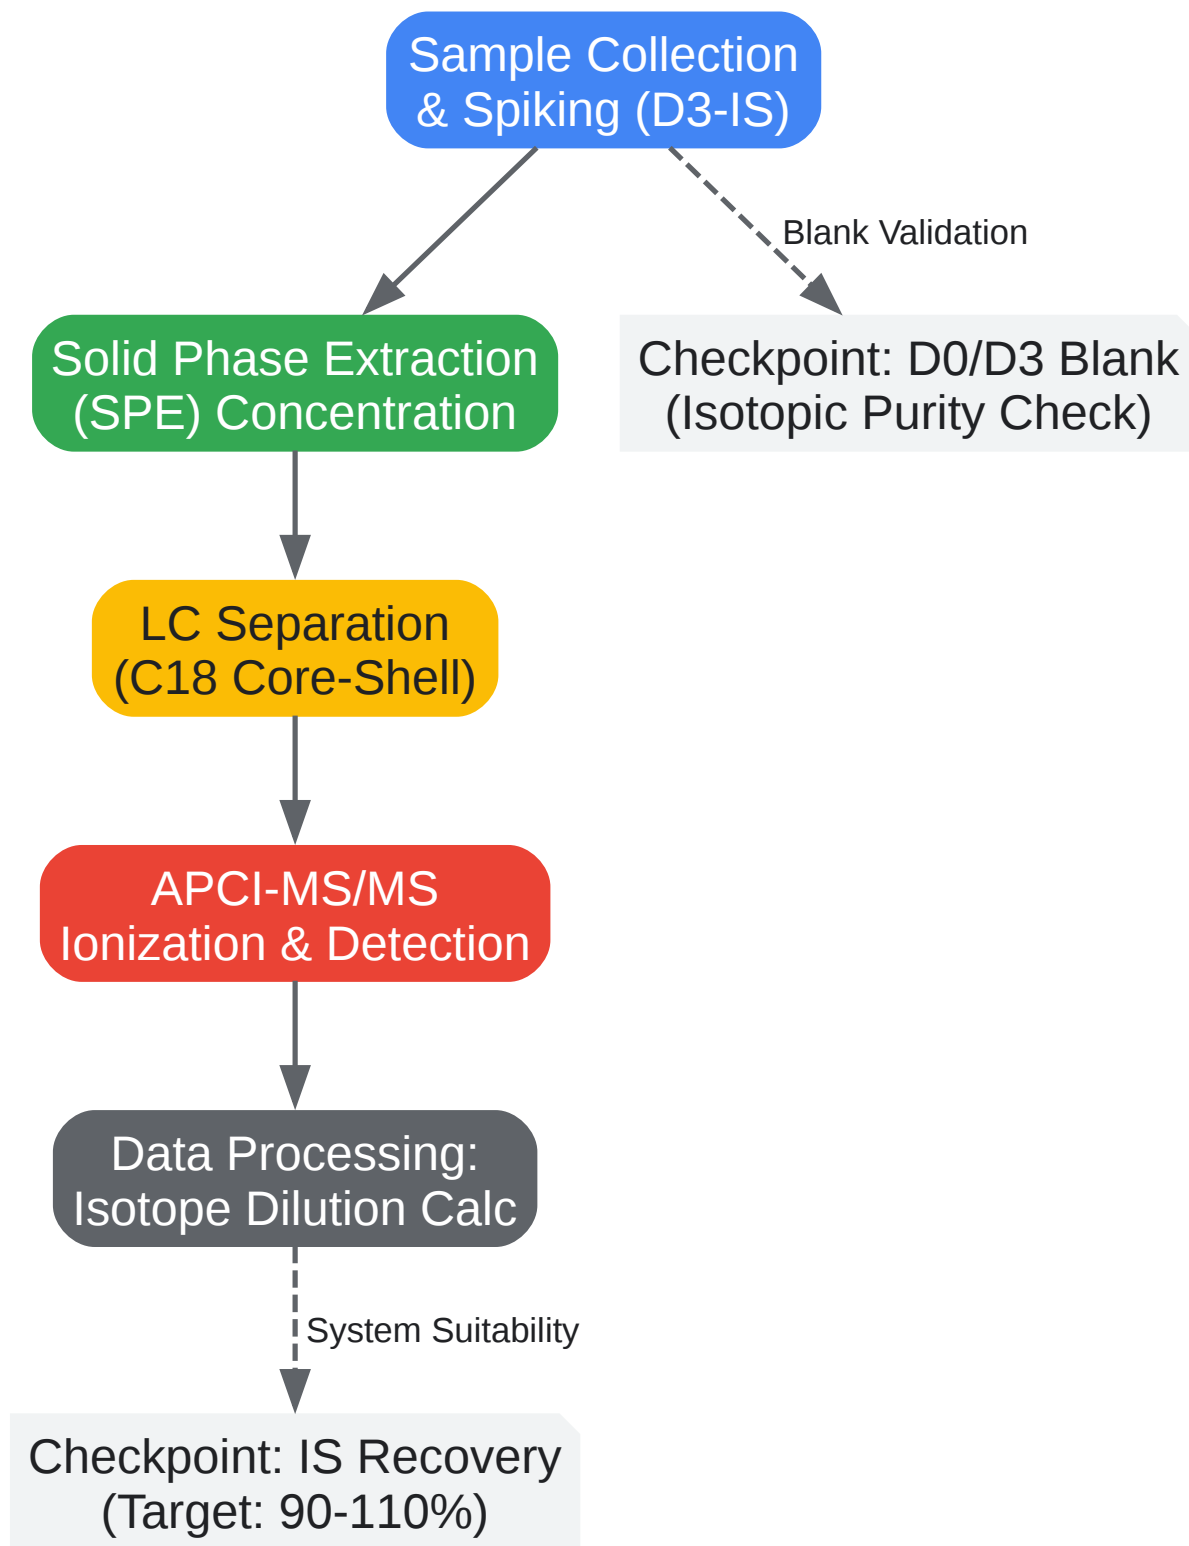 Sample Collection
& Spiking (D3-IS)
Blank Validation
Solid Phase Extraction
(SPE) Concentration
Checkpoint: D0/D3 Blank
(Isotopic Purity Check)
LC Separation
(C18 Core-Shell)
APCI-MS/MS
Ionization & Detection
Data Processing:
Isotope Dilution Calc
System Suitability
Checkpoint: IS Recovery
(Target: 90-110%)